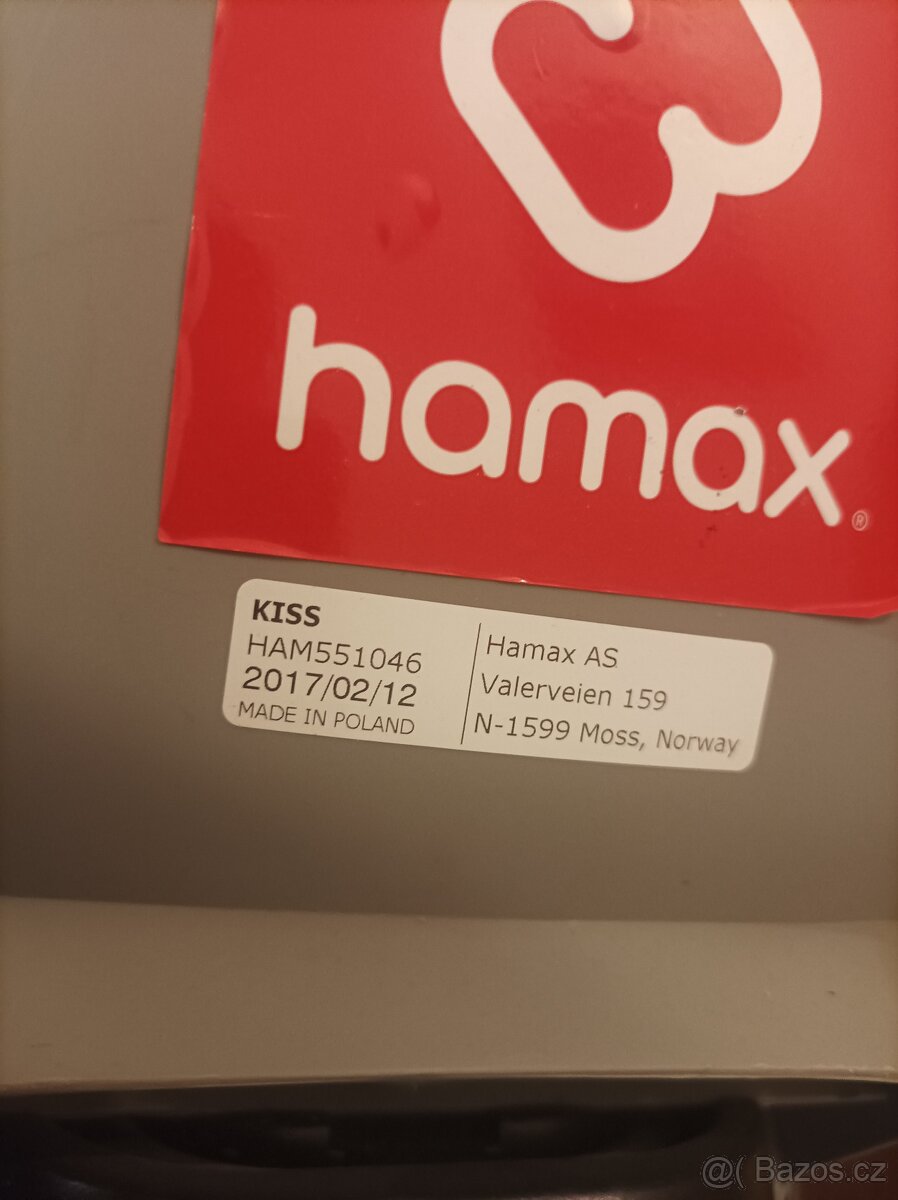 hamax®
KISS
HAM551046
2017/02/12
MADE IN POLAND
Hamax AS
Valerveien 159
N-1599 Moss, Norway
@( Bazos.cz